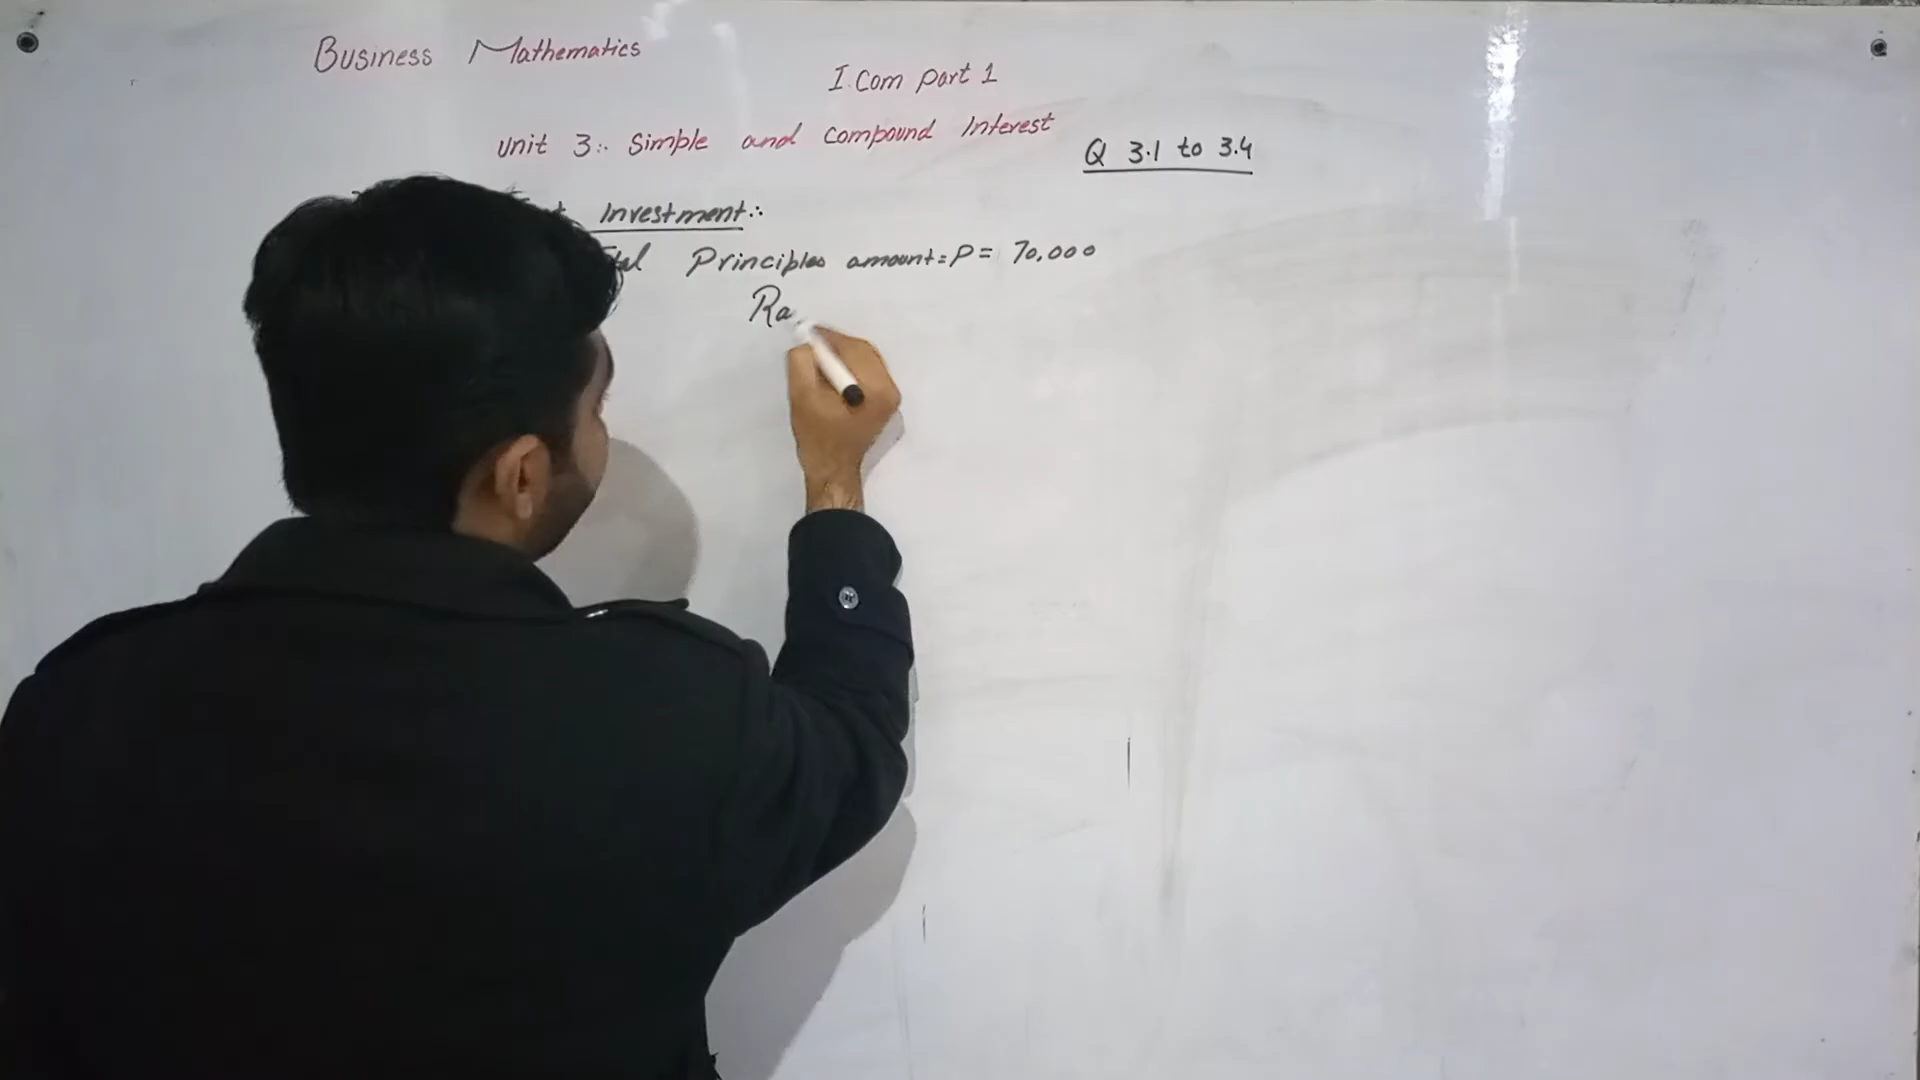 Business Mathematics
I.Com part 1
Unit 3:. Simple and Compound Interest
Q 3.1 to 3.4
Investment:.
Principles amount = P = 70,000
Ra